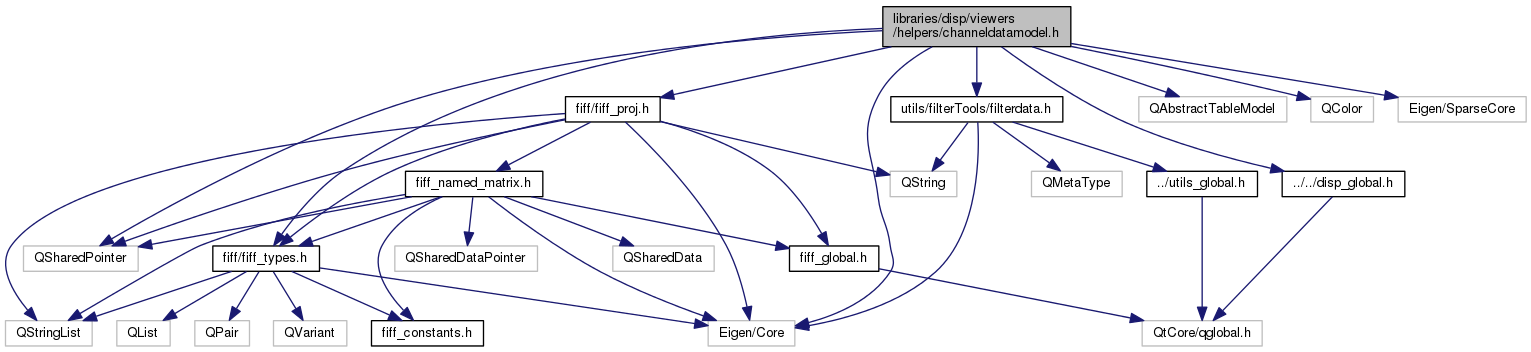 libraries/disp/viewers
/helpers/channeldatamodel.h
fiff/fiff_proj.h
utils/filterTools/filterdata.h
QAbstractTableModel
QColor
Eigen/SparseCore
fiff_named_matrix.h
QString
QMetaType
../utils_global.h
../../disp_global.h
QSharedPointer
fiff/fiff_types.h
QSharedDataPointer
QSharedData
fiff_global.h
QStringList
QList
QPair
QVariant
fiff_constants.h
Eigen/Core
QtCore/qglobal.h